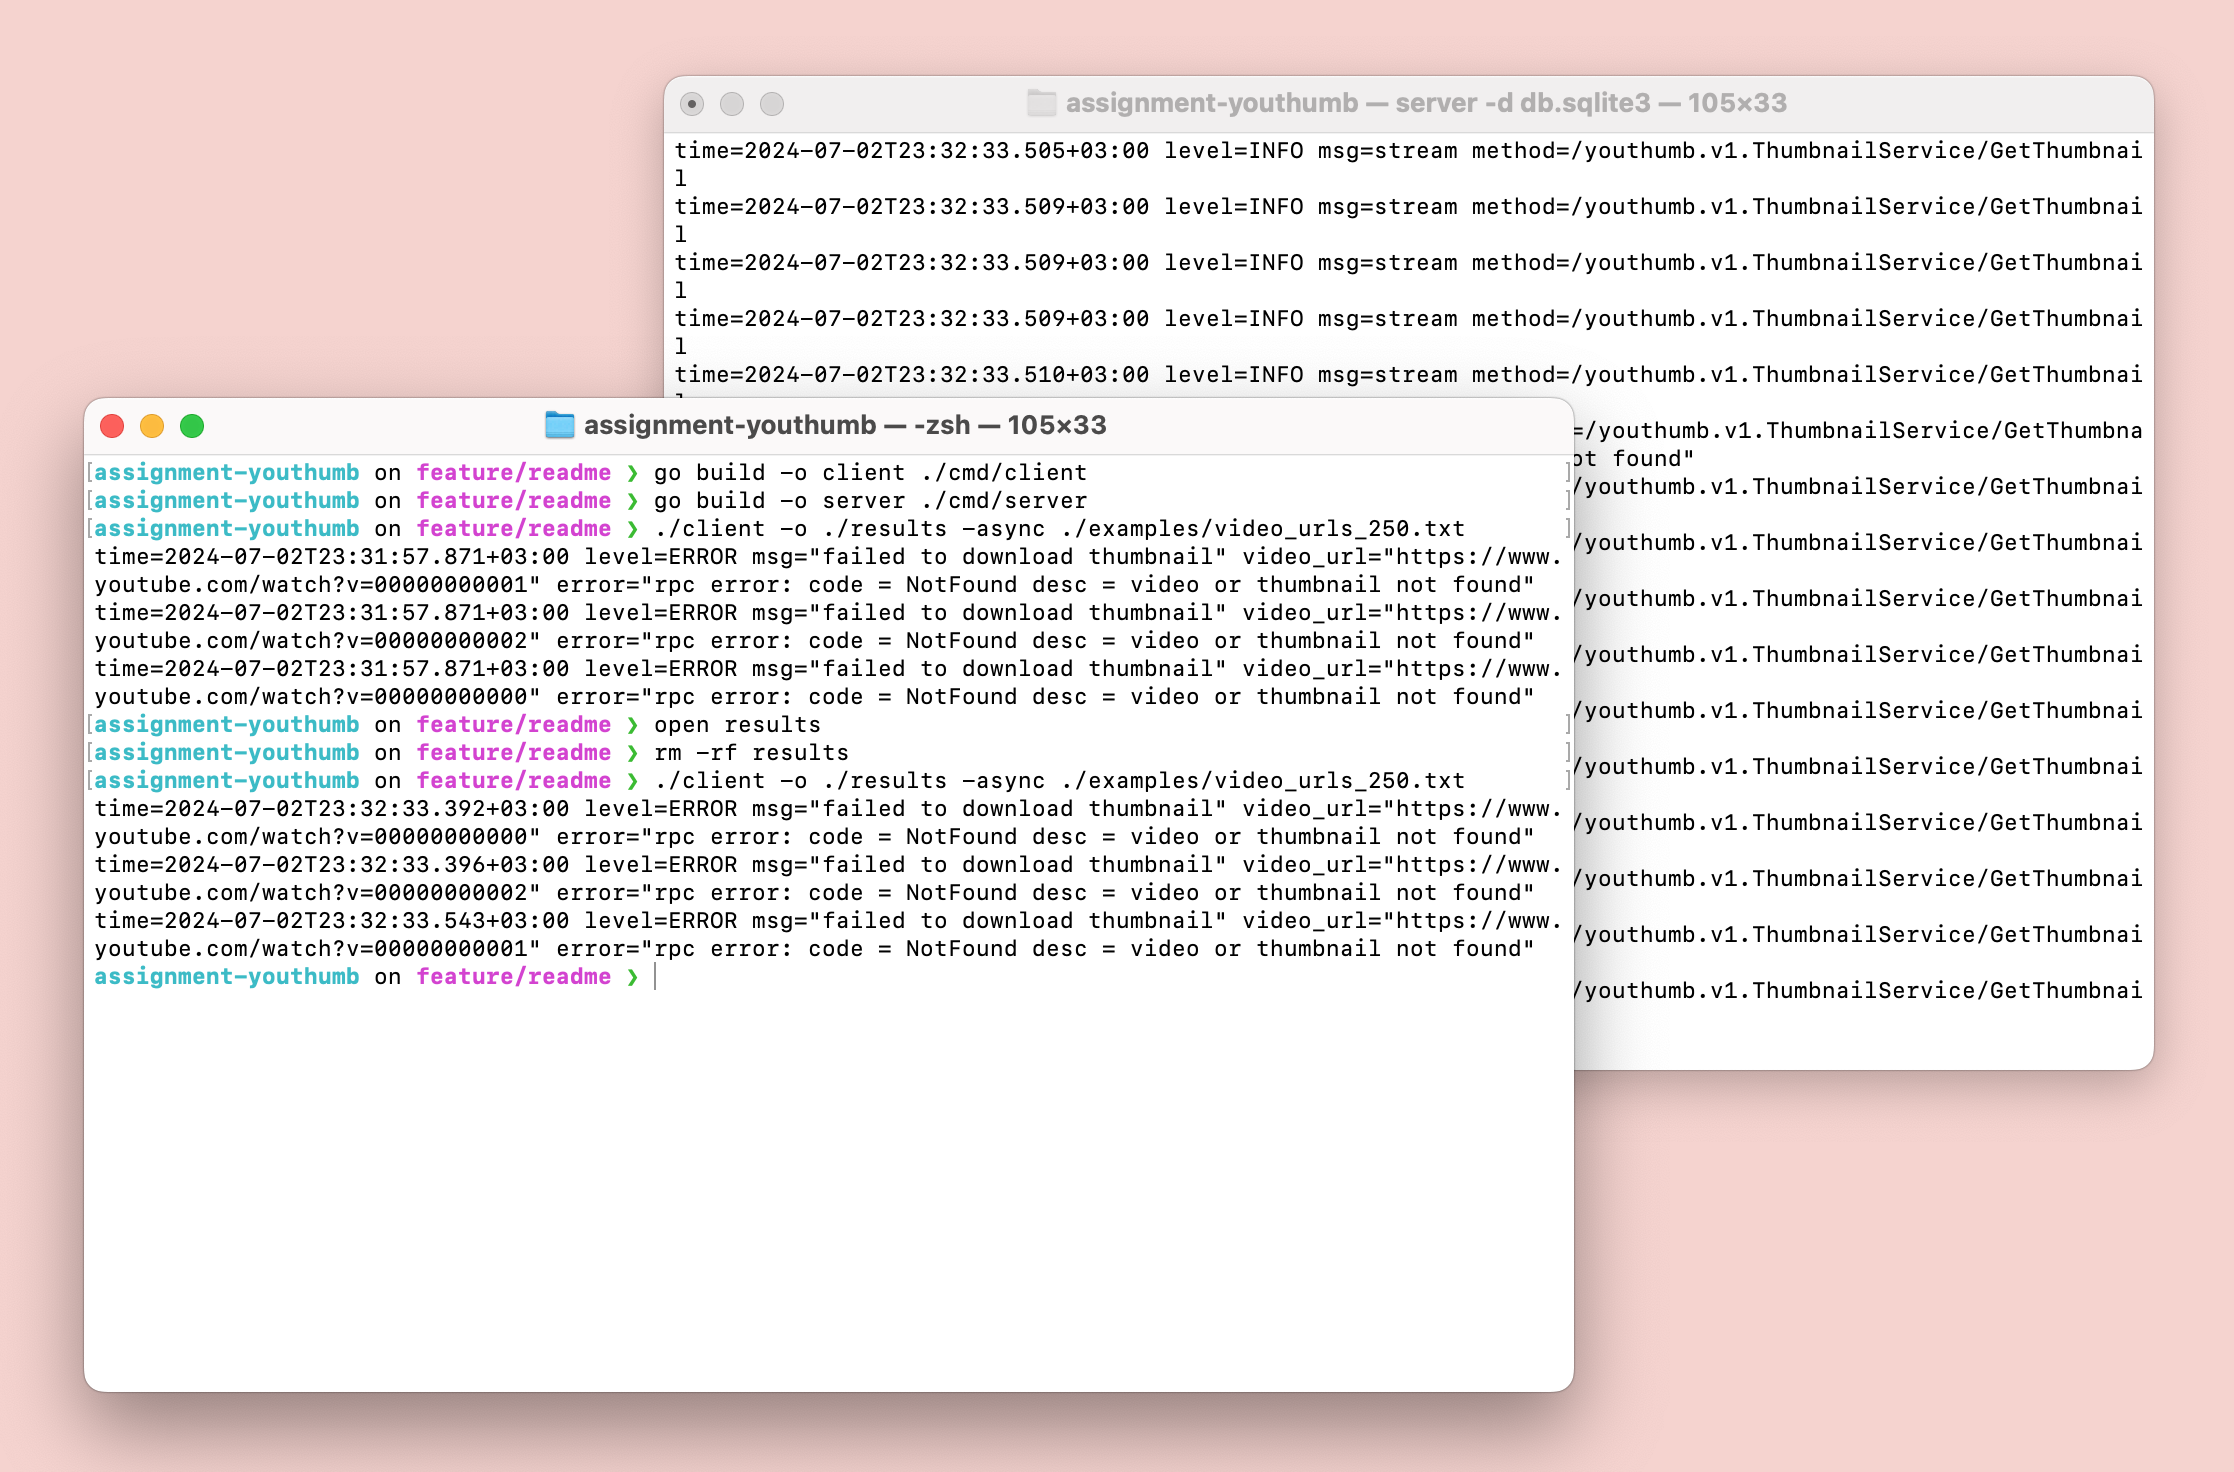 assignment-youthumb — server -d db.sqlite3 — 105×33
time=2024-07-02T23:32:33.505+03:00 level=INFO msg=stream method=/youthumb.v1.ThumbnailService/GetThumbnai
l
time=2024-07-02T23:32:33.509+03:00 level=INFO msg=stream method=/youthumb.v1.ThumbnailService/GetThumbnai
l
time=2024-07-02T23:32:33.509+03:00 level=INFO msg=stream method=/youthumb.v1.ThumbnailService/GetThumbnai
l
time=2024-07-02T23:32:33.509+03:00 level=INFO msg=stream method=/youthumb.v1.ThumbnailService/GetThumbnai
l
time=2024-07-02T23:32:33.510+03:00 level=INFO msg=stream method=/youthumb.v1.ThumbnailService/GetThumbnai
=/youthumb.v1.ThumbnailService/GetThumbna
found"
/youthumb.v1.ThumbnailService/GetThumbnai
/youthumb.v1.ThumbnailService/GetThumbnai
/youthumb.v1.ThumbnailService/GetThumbnai
/youthumb.v1.ThumbnailService/GetThumbnai
/youthumb.v1.ThumbnailService/GetThumbnai
/youthumb.v1.ThumbnailService/GetThumbnai
/youthumb.v1.ThumbnailService/GetThumbnai
/youthumb.v1.ThumbnailService/GetThumbnai
/youthumb.v1.ThumbnailService/GetThumbnai
/youthumb.v1.ThumbnailService/GetThumbnai
assignment-youthumb — -zsh — 105×33
[assignment-youthumb on feature/readme ❯ go build -o client ./cmd/client ]
[assignment-youthumb on feature/readme ❯ go build -o server ./cmd/server ]
[assignment-youthumb on feature/readme ❯ ./client -o ./results -async ./examples/video_urls_250.txt ]
time=2024-07-02T23:31:57.871+03:00 level=ERROR msg="failed to download thumbnail" video_url="https://www.
youtube.com/watch?v=00000000001" error="rpc error: code = NotFound desc = video or thumbnail not found"
time=2024-07-02T23:31:57.871+03:00 level=ERROR msg="failed to download thumbnail" video_url="https://www.
youtube.com/watch?v=00000000002" error="rpc error: code = NotFound desc = video or thumbnail not found"
time=2024-07-02T23:31:57.871+03:00 level=ERROR msg="failed to download thumbnail" video_url="https://www.
youtube.com/watch?v=00000000000" error="rpc error: code = NotFound desc = video or thumbnail not found"
[assignment-youthumb on feature/readme ❯ open results ]
[assignment-youthumb on feature/readme ❯ rm -rf results ]
[assignment-youthumb on feature/readme ❯ ./client -o ./results -async ./examples/video_urls_250.txt ]
time=2024-07-02T23:32:33.392+03:00 level=ERROR msg="failed to download thumbnail" video_url="https://www.
youtube.com/watch?v=00000000000" error="rpc error: code = NotFound desc = video or thumbnail not found"
time=2024-07-02T23:32:33.396+03:00 level=ERROR msg="failed to download thumbnail" video_url="https://www.
youtube.com/watch?v=00000000002" error="rpc error: code = NotFound desc = video or thumbnail not found"
time=2024-07-02T23:32:33.543+03:00 level=ERROR msg="failed to download thumbnail" video_url="https://www.
youtube.com/watch?v=00000000001" error="rpc error: code = NotFound desc = video or thumbnail not found"
assignment-youthumb on feature/readme ❯